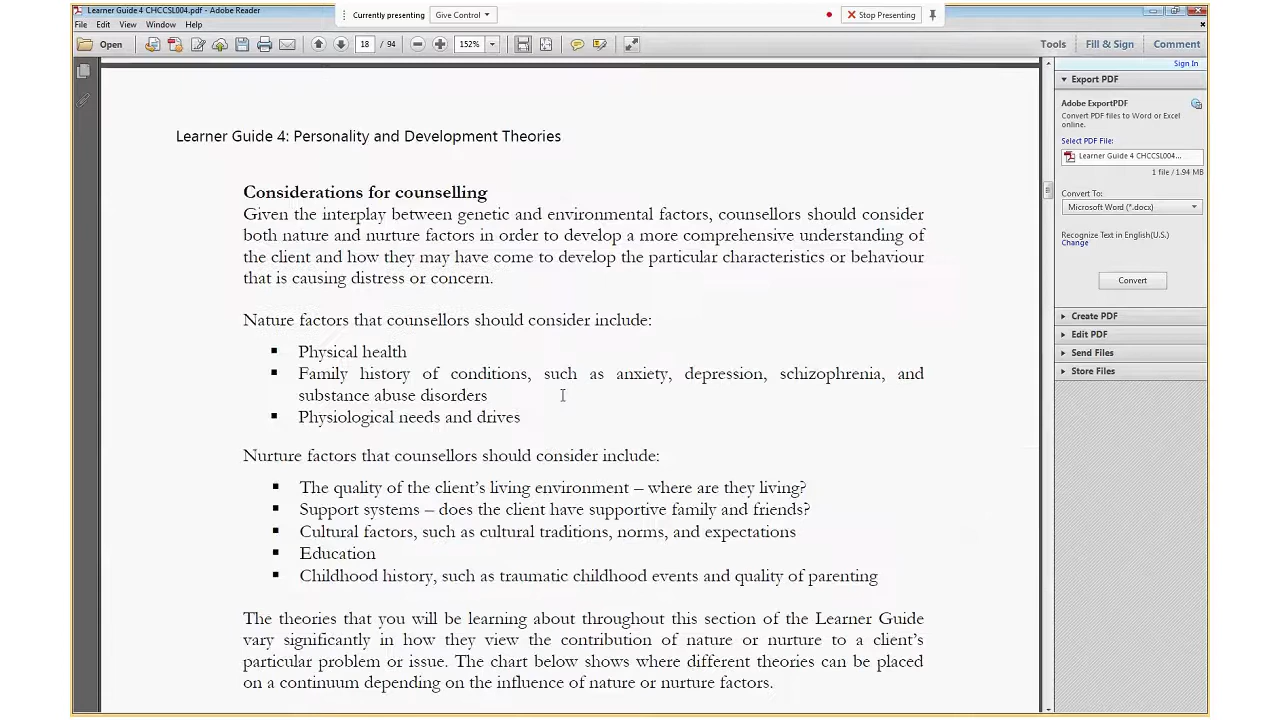 Learner Guide 4 CHCCSL004.pdf - Adobe Reader
Currently presenting
Give Control
Stop Presenting
File Edit View Window Help
Open
18 / 94
152%
Tools
Fill & Sign
Comment
Sign In
Learner Guide 4: Personality and Development Theories
Considerations for counselling
Given the interplay between genetic and environmental factors, counsellors should consider
both nature and nurture factors in order to develop a more comprehensive understanding of
the client and how they may have come to develop the particular characteristics or behaviour
that is causing distress or concern.
Nature factors that counsellors should consider include:
Physical health
Family history of conditions, such as anxiety, depression, schizophrenia, and
substance abuse disorders
Physiological needs and drives
Nurture factors that counsellors should consider include:
The quality of the client's living environment – where are they living?
Support systems – does the client have supportive family and friends?
Cultural factors, such as cultural traditions, norms, and expectations
Education
Childhood history, such as traumatic childhood events and quality of parenting
The theories that you will be learning about throughout this section of the Learner Guide
vary significantly in how they view the contribution of nature or nurture to a client's
particular problem or issue. The chart below shows where different theories can be placed
on a continuum depending on the influence of nature or nurture factors.
Export PDF
Adobe ExportPDF
Convert PDF files to Word or Excel
online.
Select PDF File:
Learner Guide 4 CHCCSL004...
1 file / 1.94 MB
Convert To:
Microsoft Word (*.docx)
Recognize Text in English(U.S.)
Change
Convert
Create PDF
Edit PDF
Send Files
Store Files